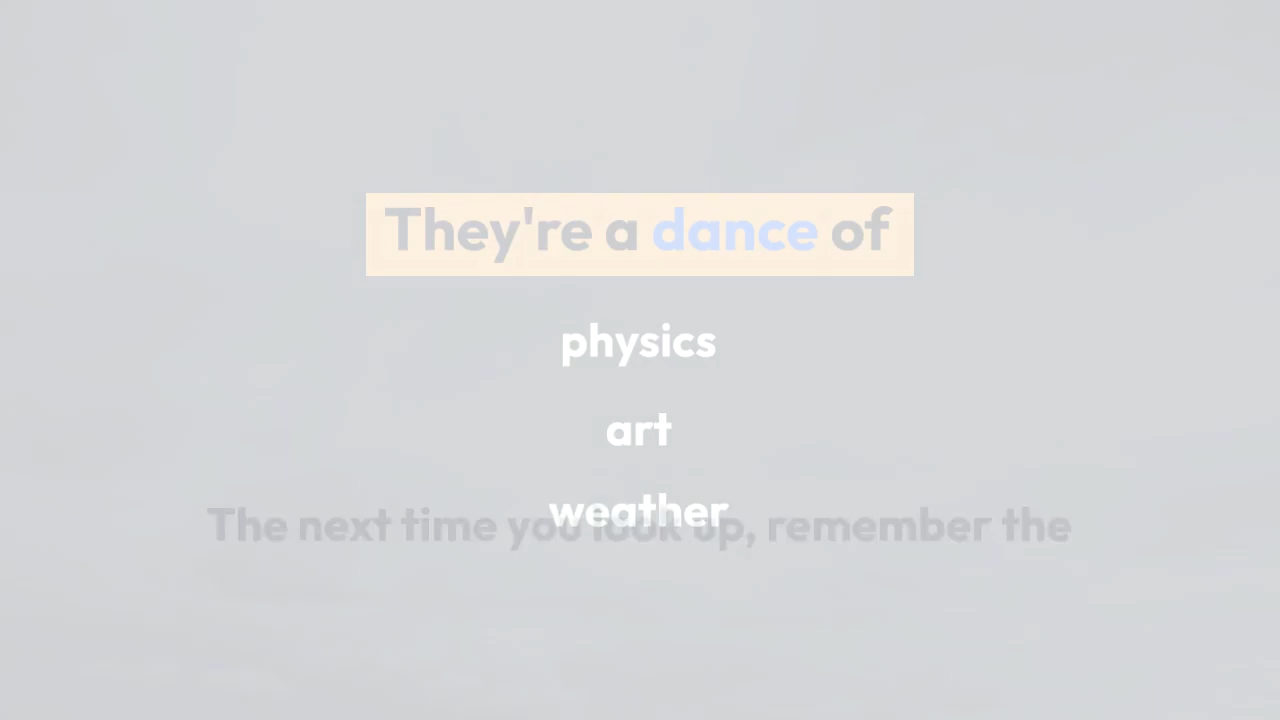 They're a dance of
physics
art
weather
The next time you look up, remember the